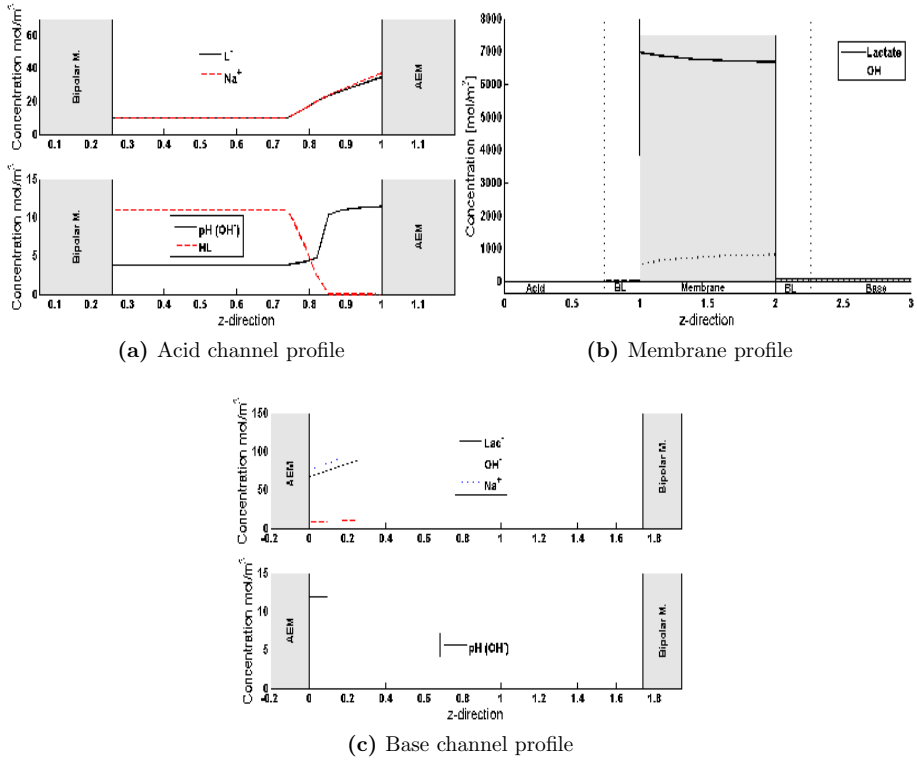 Concentration mol/m³
60
40
20
0
Bipolar M.
L⁻
Na⁺
AEM
0.1 0.2 0.3 0.4 0.5 0.6 0.7 0.8 0.9 1 1.1
Concentration mol/m³
15
10
5
0
Bipolar M.
pH (OH⁻)
HL
AEM
0.1 0.2 0.3 0.4 0.5 0.6 0.7 0.8 0.9 1 1.1
z-direction
(a) Acid channel profile
Concentration [mol/m³]
8000
7000
6000
5000
4000
3000
2000
1000
0
Lactate
OH
Acid BL Membrane BL Base
0 0.5 1 1.5 2 2.5 3
z-direction
(b) Membrane profile
Concentration mol/m³
150
100
50
0
AEM
Lac⁻
OH⁻
Na⁺
Bipolar M.
-0.2 0 0.2 0.4 0.6 0.8 1 1.2 1.4 1.6 1.8
Concentration mol/m³
15
10
5
0
AEM
pH (OH⁻)
Bipolar M.
-0.2 0 0.2 0.4 0.6 0.8 1 1.2 1.4 1.6 1.8
z-direction
(c) Base channel profile